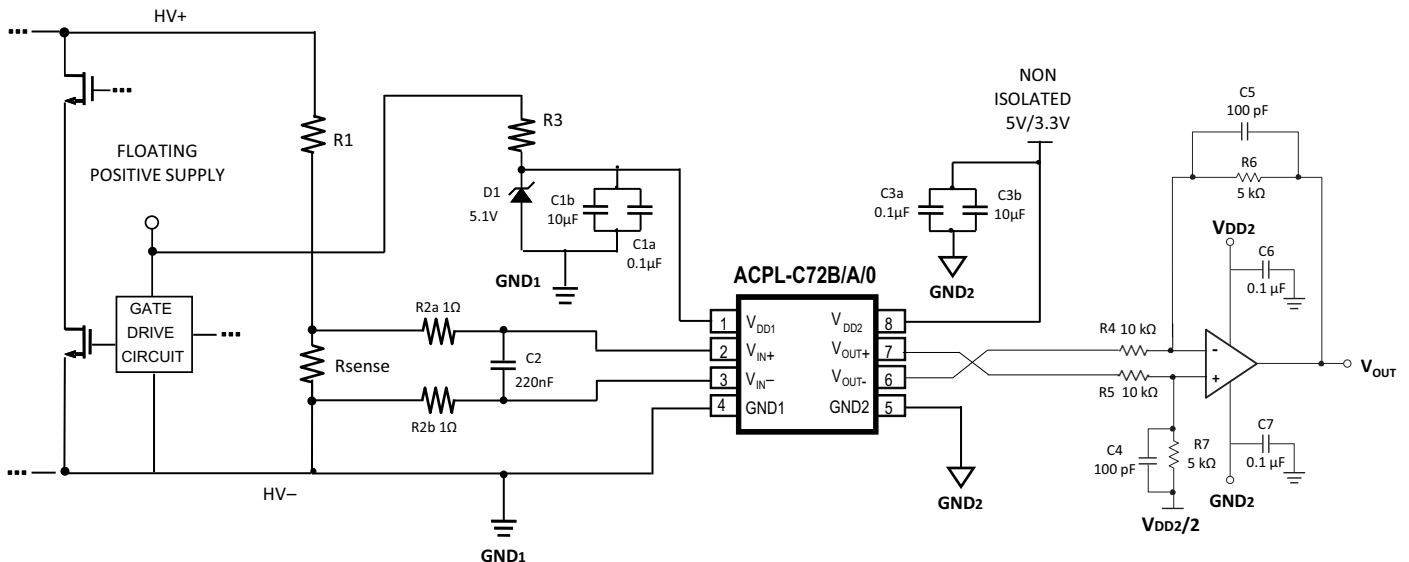 HV+
NON
ISOLATED
5V/3.3V
C5
100 pF
R1
R3
FLOATING
POSITIVE SUPPLY
D1
5.1V
C1b
10µF
C1a
0.1µF
GND1
C3a
0.1µF
C3b
10µF
GND2
R6
5 kΩ
VDD2
C6
0.1 µF
ACPL-C72B/A/0
GATE
DRIVE
CIRCUIT
R2a 1Ω
Rsense
C2
220nF
R2b 1Ω
1 VDD1 VDD2 8
2 VIN+ VOUT+ 7
3 VIN– VOUT- 6
4 GND1 GND2 5
R4 10 kΩ
R5 10 kΩ
-
+
VOUT
C4
100 pF
R7
5 kΩ
C7
0.1 µF
GND2
GND2
VDD2/2
HV–
GND1